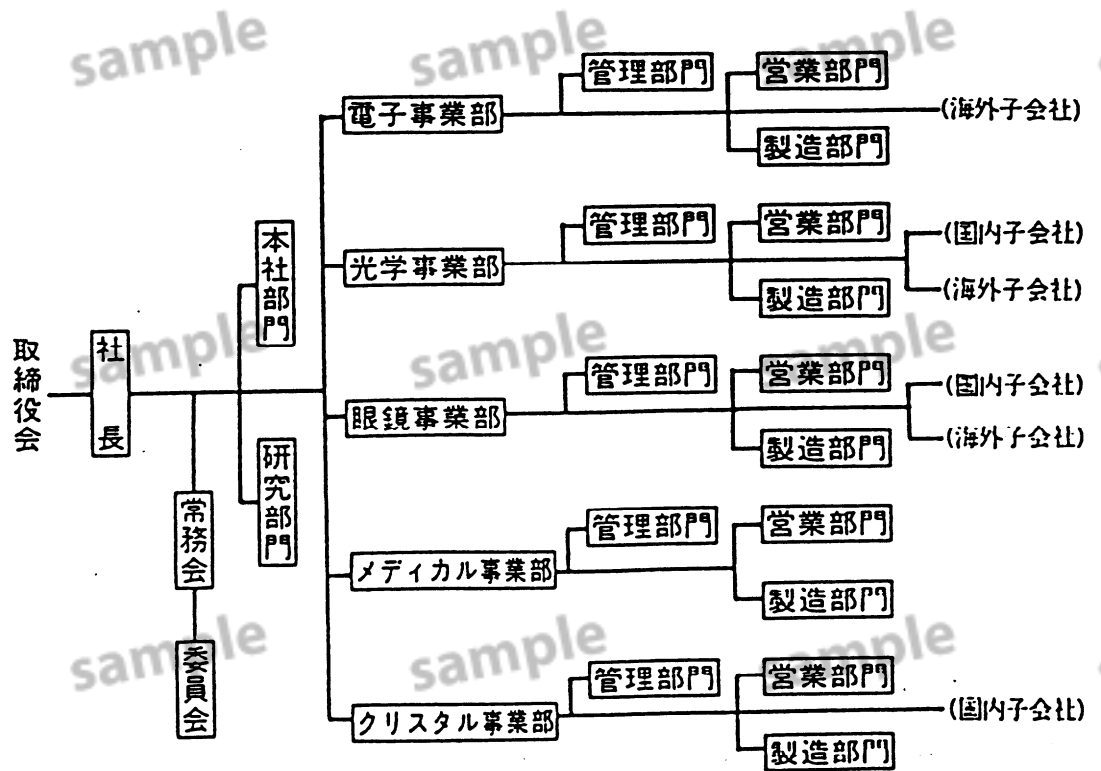 取締役会
社長
常務会
委員会
本社部門
研究部門
電子事業部
管理部門
営業部門
製造部門
(海外子会社)
光学事業部
管理部門
営業部門
製造部門
(国内子会社)
(海外子会社)
眼鏡事業部
管理部門
営業部門
製造部門
(国内子会社)
(海外子会社)
メディカル事業部
管理部門
営業部門
製造部門
クリスタル事業部
管理部門
営業部門
製造部門
(国内子会社)
sample
sample
sample
sample
sample
sample
sample
sample
sample